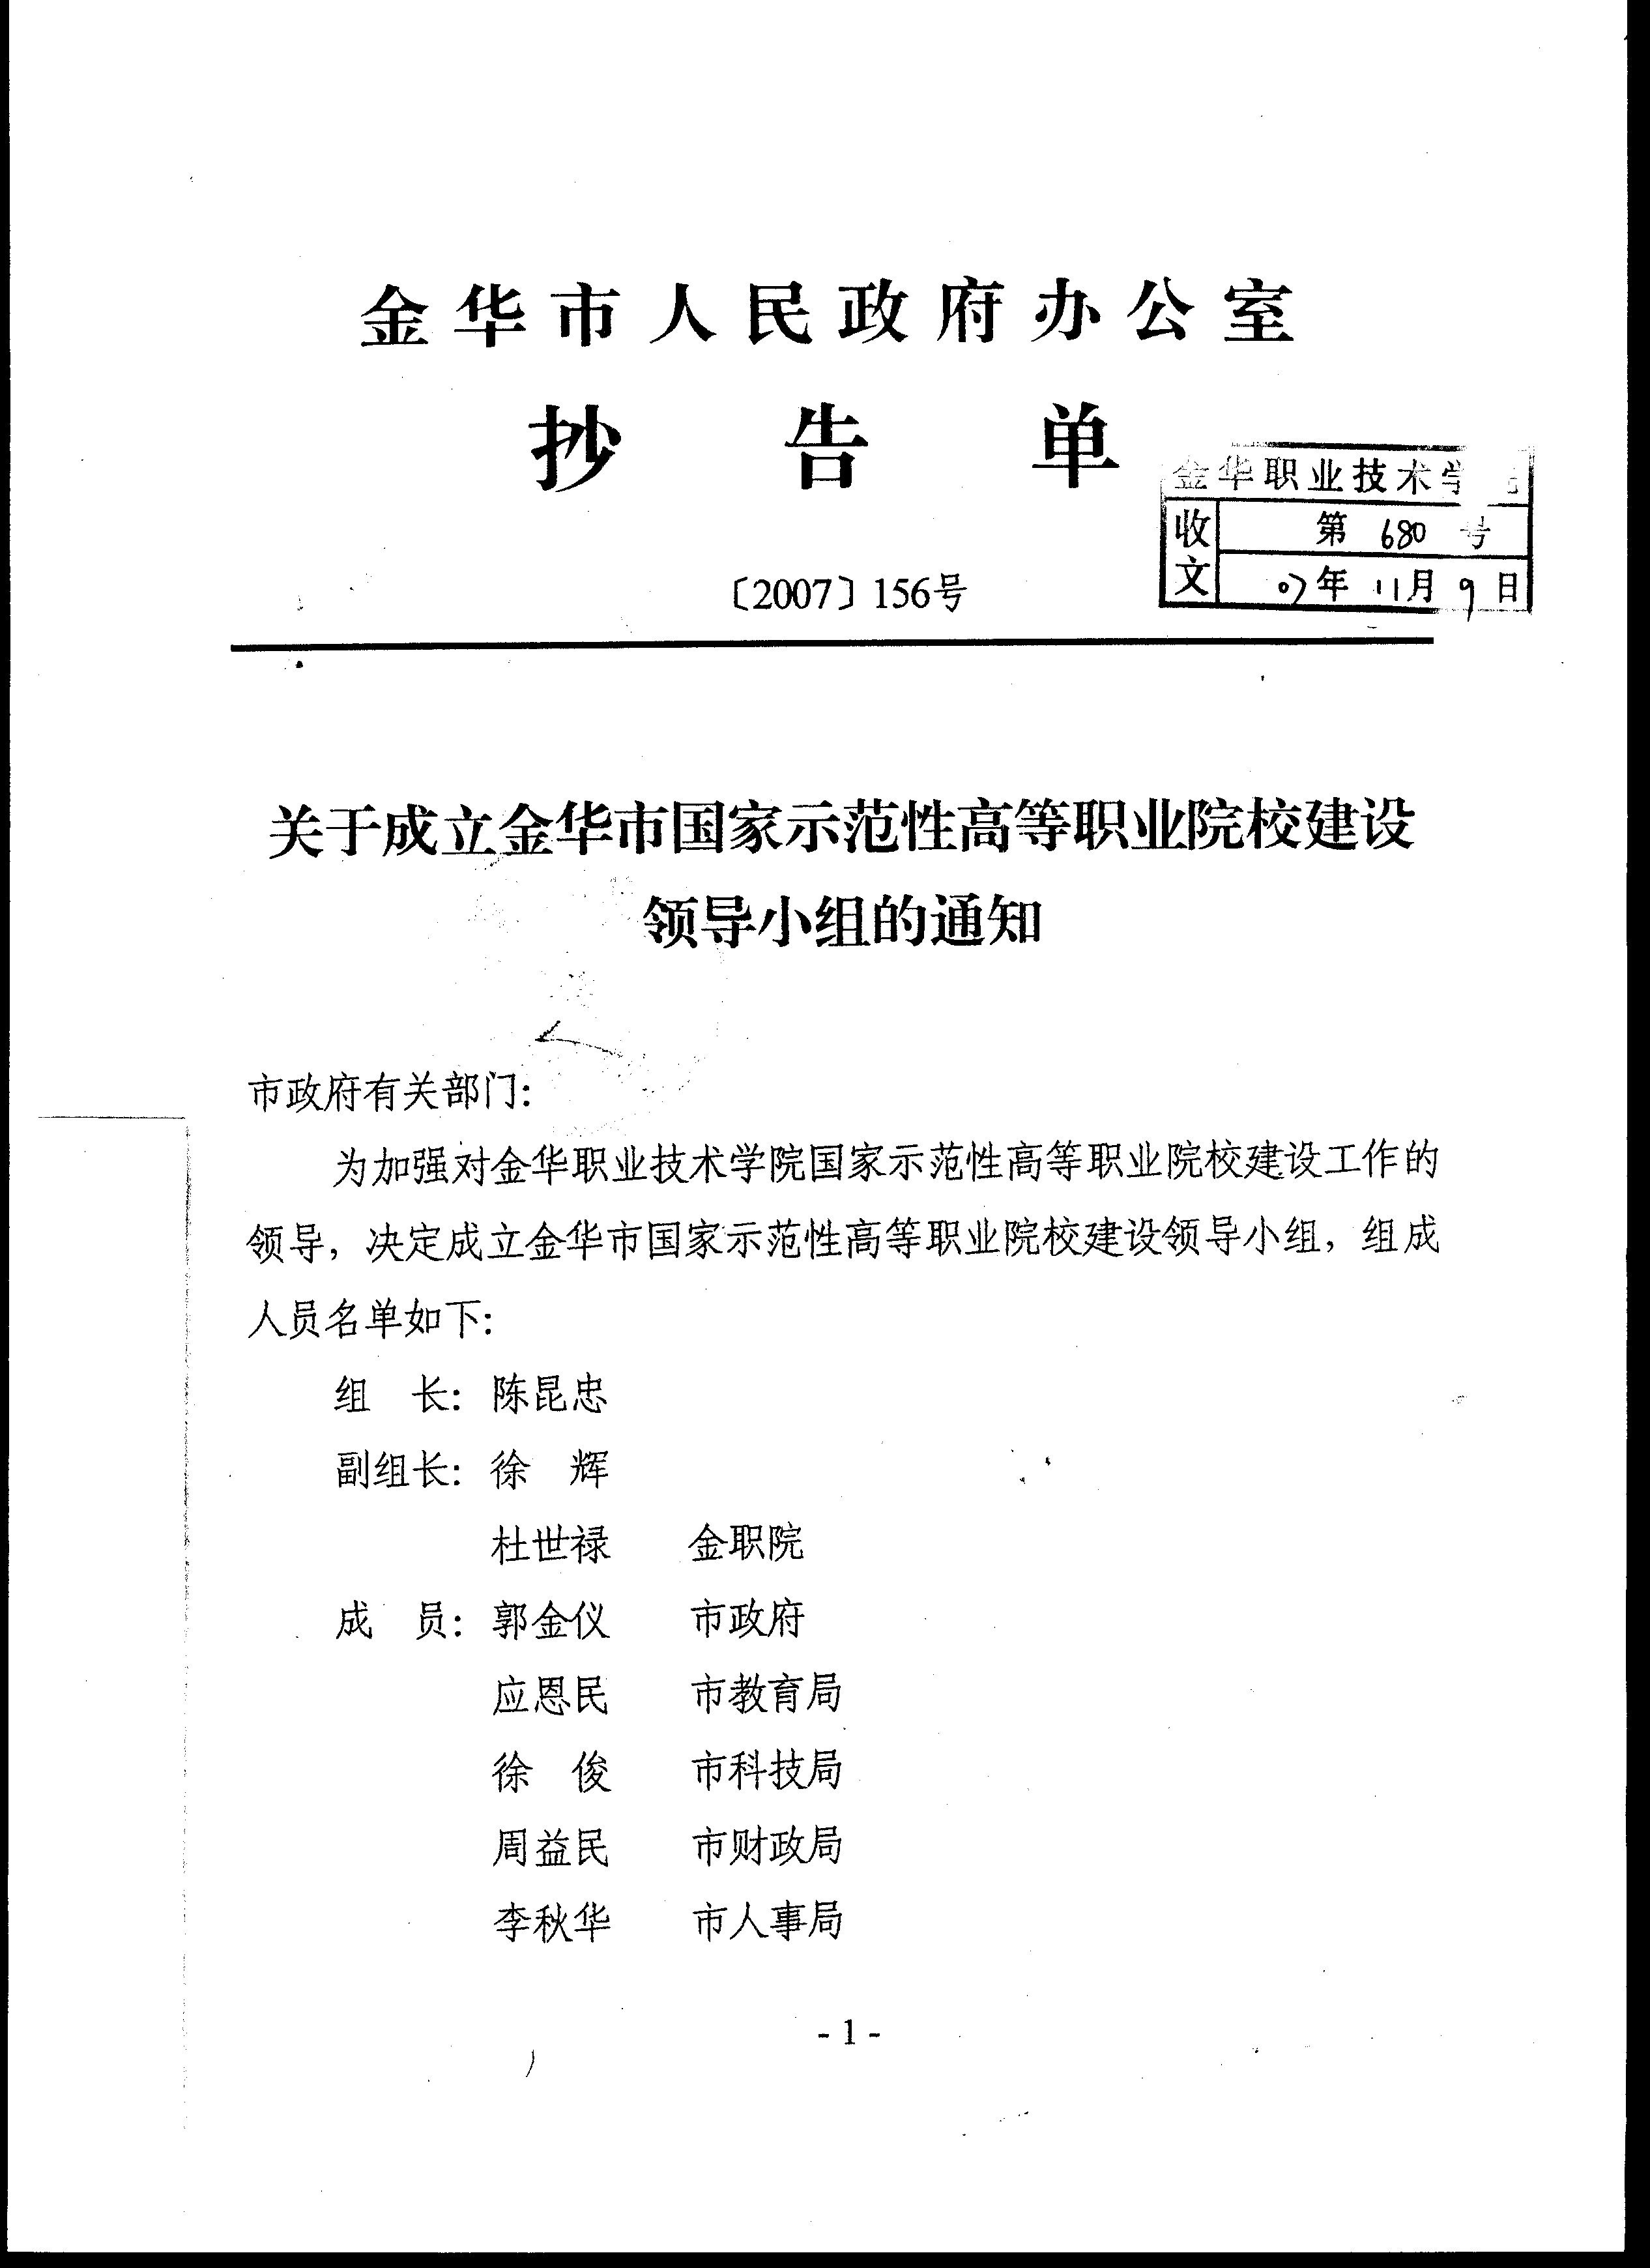 金华市人民政府办公室
抄告单
金华职业技术学
收文
第 680 号
07年 11月 9日
〔2007〕156号
关于成立金华市国家示范性高等职业院校建设
领导小组的通知
市政府有关部门:
为加强对金华职业技术学院国家示范性高等职业院校建设工作的
领导，决定成立金华市国家示范性高等职业院校建设领导小组，组成
人员名单如下:
组 长: 陈昆忠
副组长: 徐 辉
杜世禄 金职院
成 员: 郭金仪 市政府
应恩民 市教育局
徐 俊 市科技局
周益民 市财政局
李秋华 市人事局
- 1 -